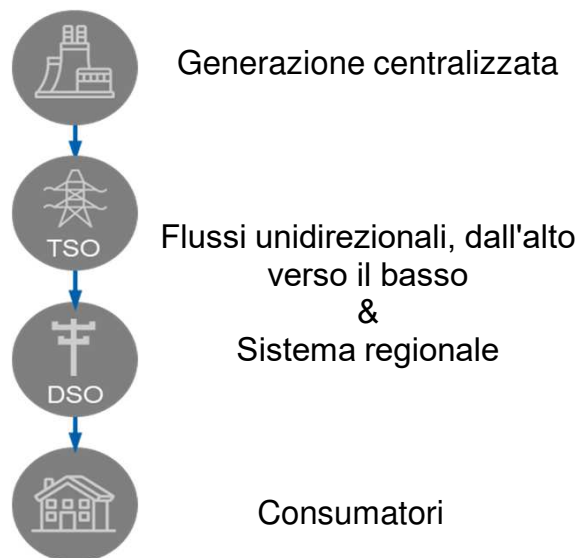 Generazione centralizzata
TSO
Flussi unidirezionali, dall'alto
verso il basso
&
Sistema regionale
DSO
Consumatori